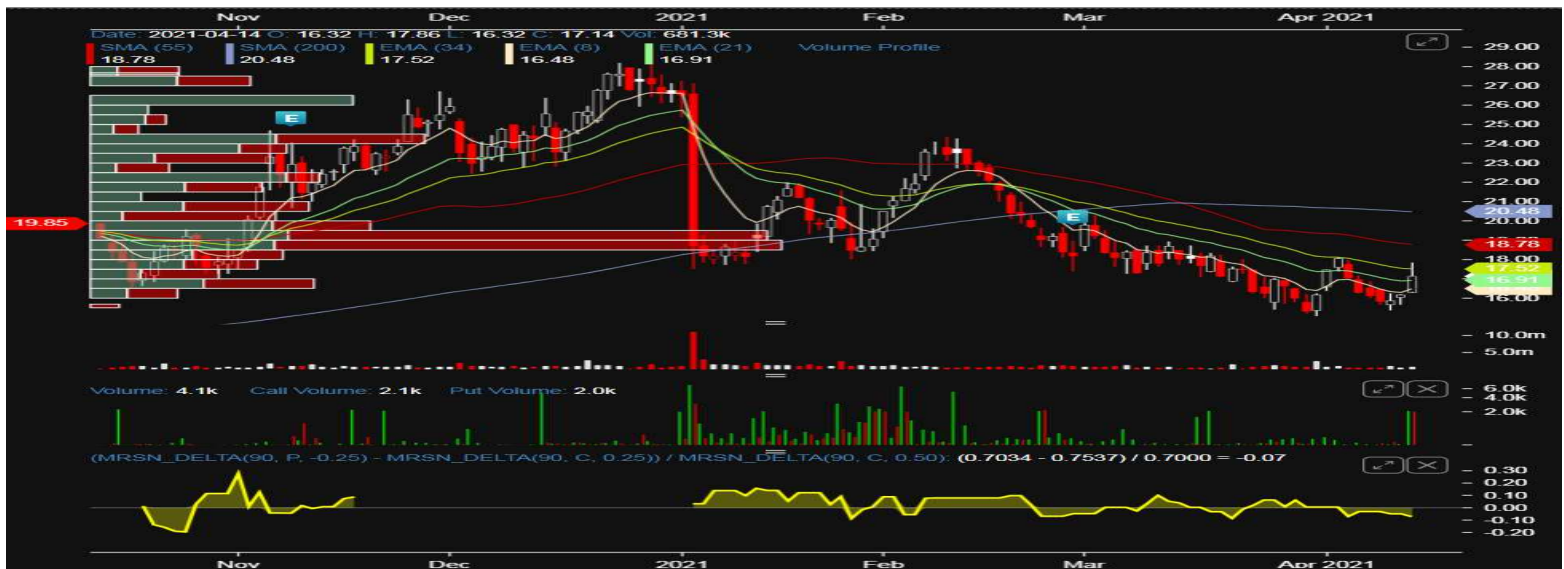 Nov Dec 2021 Feb Mar Apr 2021
Date: 2021-04-14 O: 16.32 H: 17.86 L: 16.32 C: 17.14 Vol: 681.3k
SMA (55) SMA (200) EMA (34) EMA (8) EMA (21) Volume Profile
18.78 20.48 17.52 16.48 16.91
29.00
28.00
27.00
26.00
E
25.00
24.00
23.00
22.00
21.00
20.48
E
20.00
19.85
18.78
18.00
17.52
16.91
16.00
10.0m
5.0m
Volume: 4.1k Call Volume: 2.1k Put Volume: 2.0k
6.0k
4.0k
2.0k
(MRSN_DELTA(90, P, -0.25) - MRSN_DELTA(90, C, 0.25)) / MRSN_DELTA(90, C, 0.50): (0.7034 - 0.7537) / 0.7000 = -0.07
0.30
0.20
0.10
0.00
-0.10
-0.20
Nov Dec 2021 Feb Mar Apr 2021